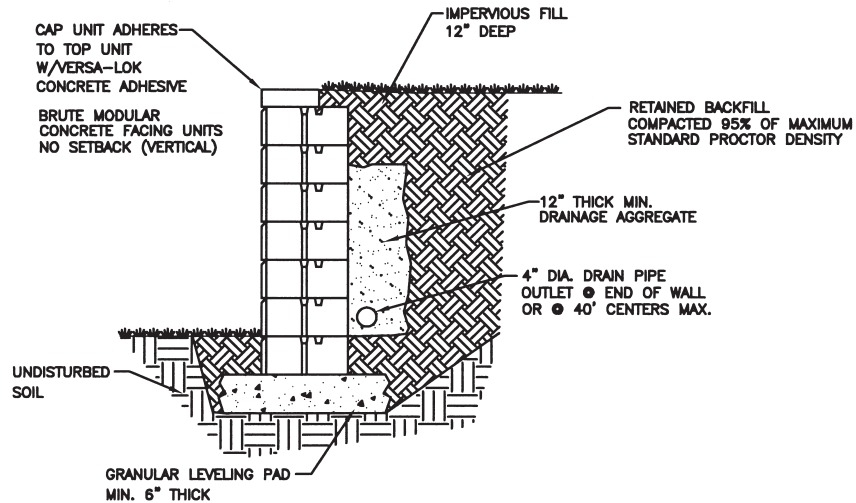 CAP UNIT ADHERES
TO TOP UNIT
W/VERSA-LOK
CONCRETE ADHESIVE
BRUTE MODULAR
CONCRETE FACING UNITS
NO SETBACK (VERTICAL)
IMPERVIOUS FILL
12" DEEP
RETAINED BACKFILL
COMPACTED 95% OF MAXIMUM
STANDARD PROCTOR DENSITY
12" THICK MIN.
DRAINAGE AGGREGATE
4" DIA. DRAIN PIPE
OUTLET @ END OF WALL
OR @ 40' CENTERS MAX.
UNDISTURBED
SOIL
GRANULAR LEVELING PAD
MIN. 6" THICK